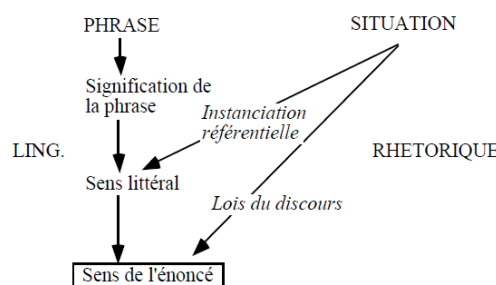 PHRASE
SITUATION
Signification de
la phrase
Instanciation
référentielle
LING.
RHETORIQUE
Sens littéral
Lois du discours
Sens de l'énoncé